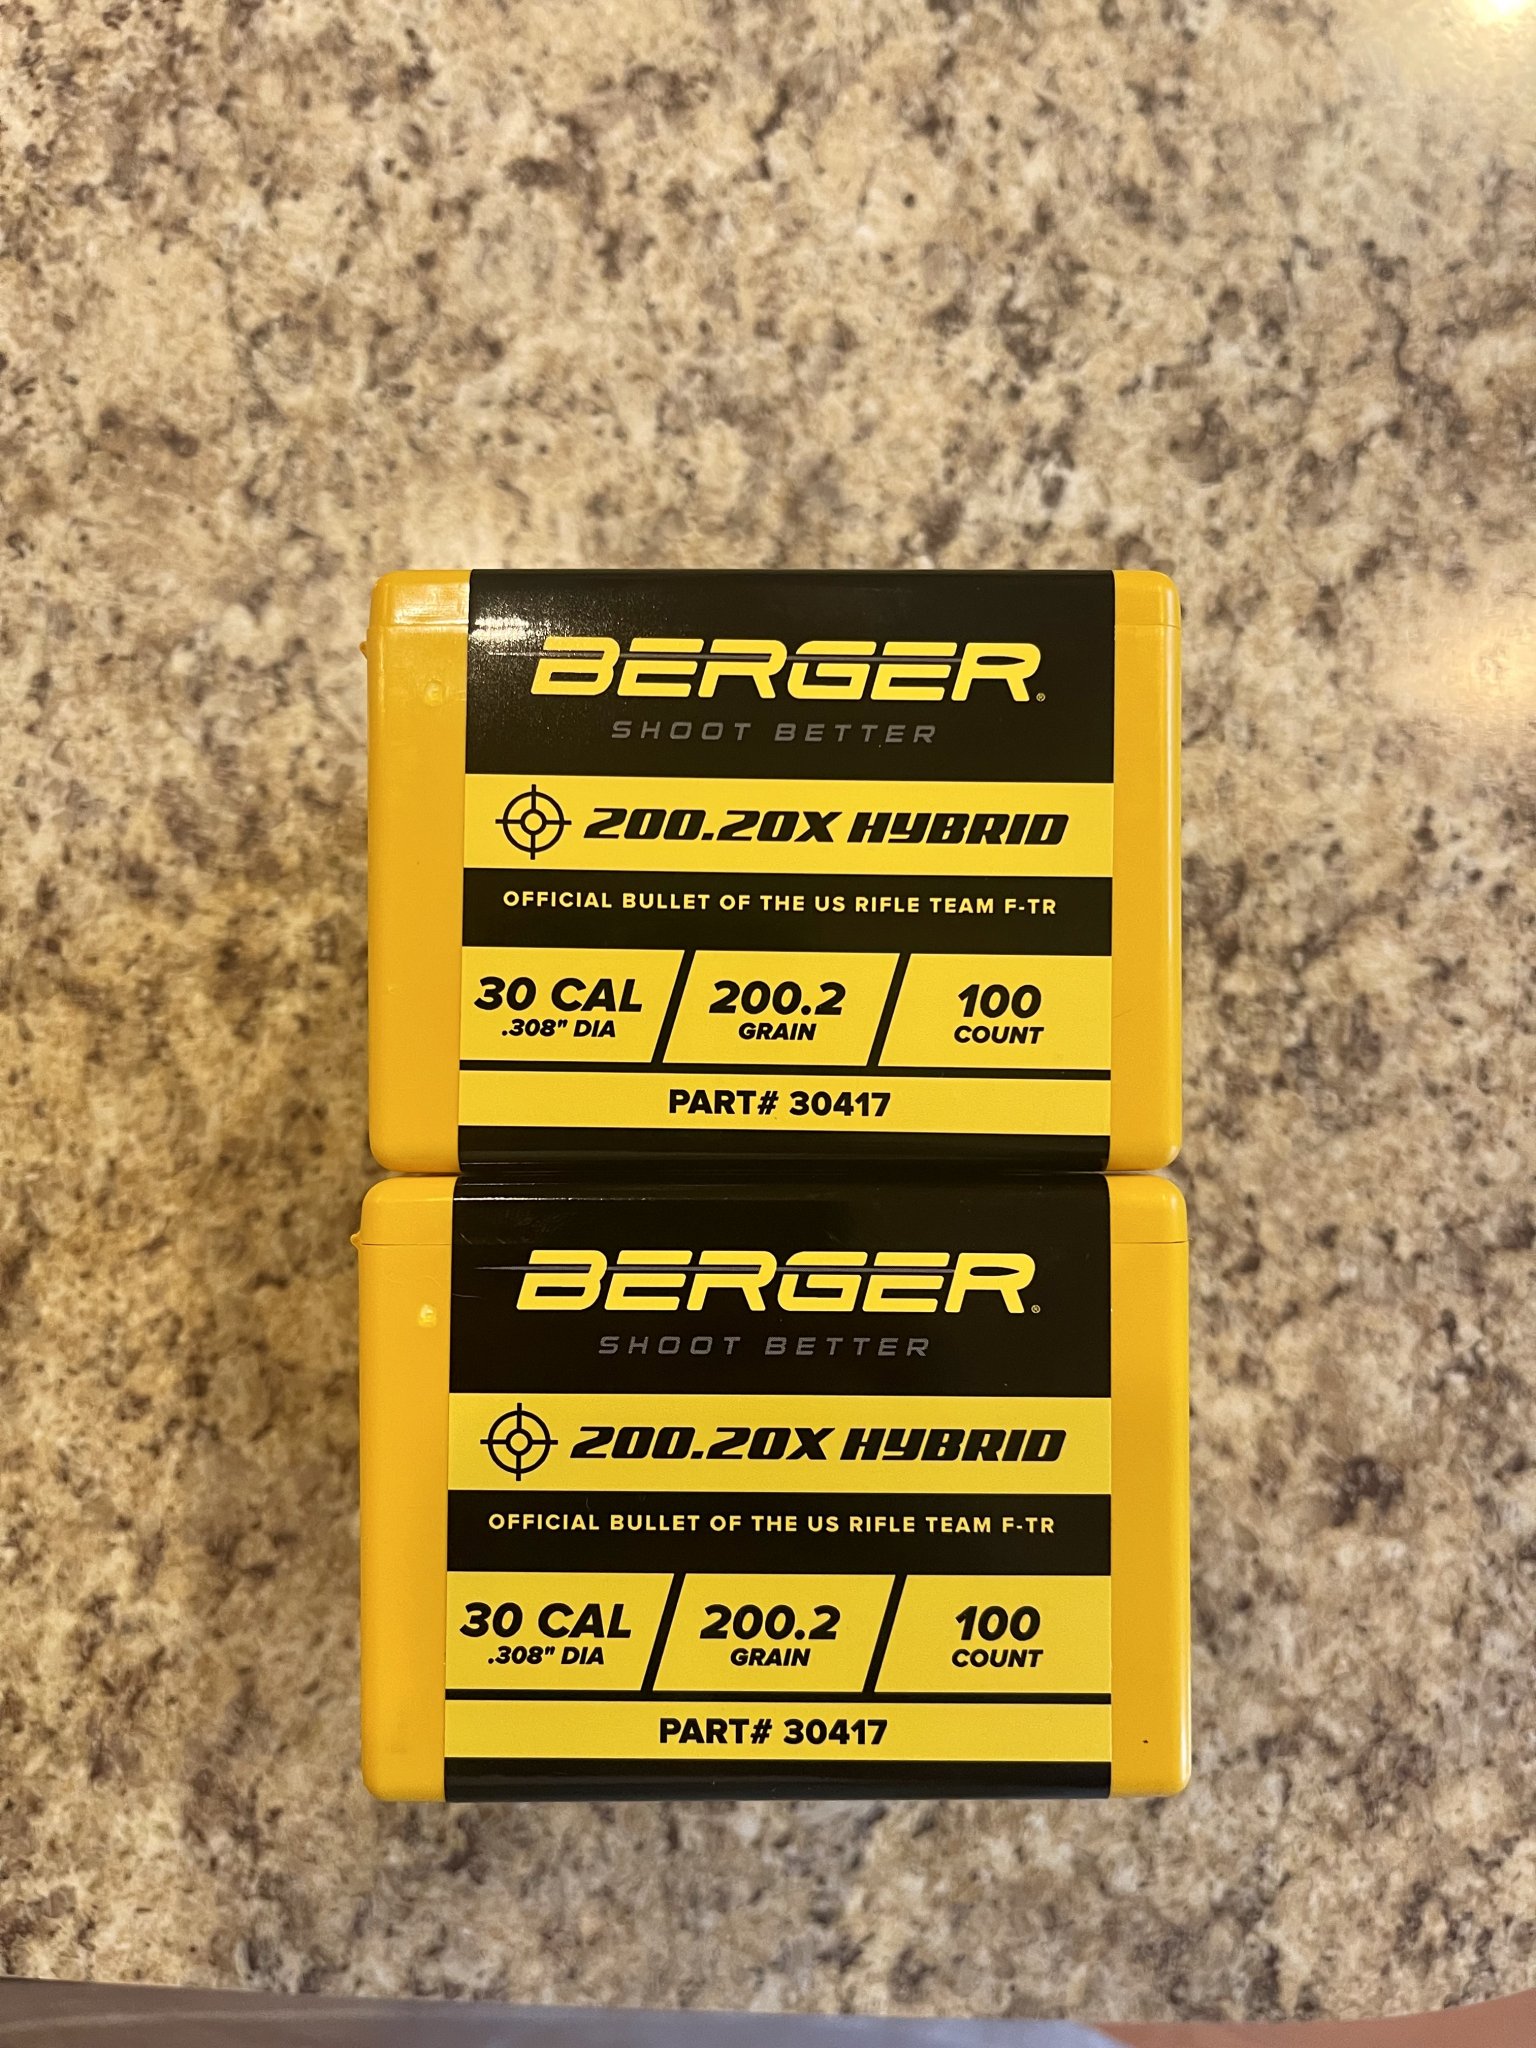 BERGER®
SHOOT BETTER
200.20X HYBRID
OFFICIAL BULLET OF THE US RIFLE TEAM F-TR
30 CAL 200.2 100
.308" DIA GRAIN COUNT
PART# 30417
BERGER®
SHOOT BETTER
200.20X HYBRID
OFFICIAL BULLET OF THE US RIFLE TEAM F-TR
30 CAL 200.2 100
.308" DIA GRAIN COUNT
PART# 30417